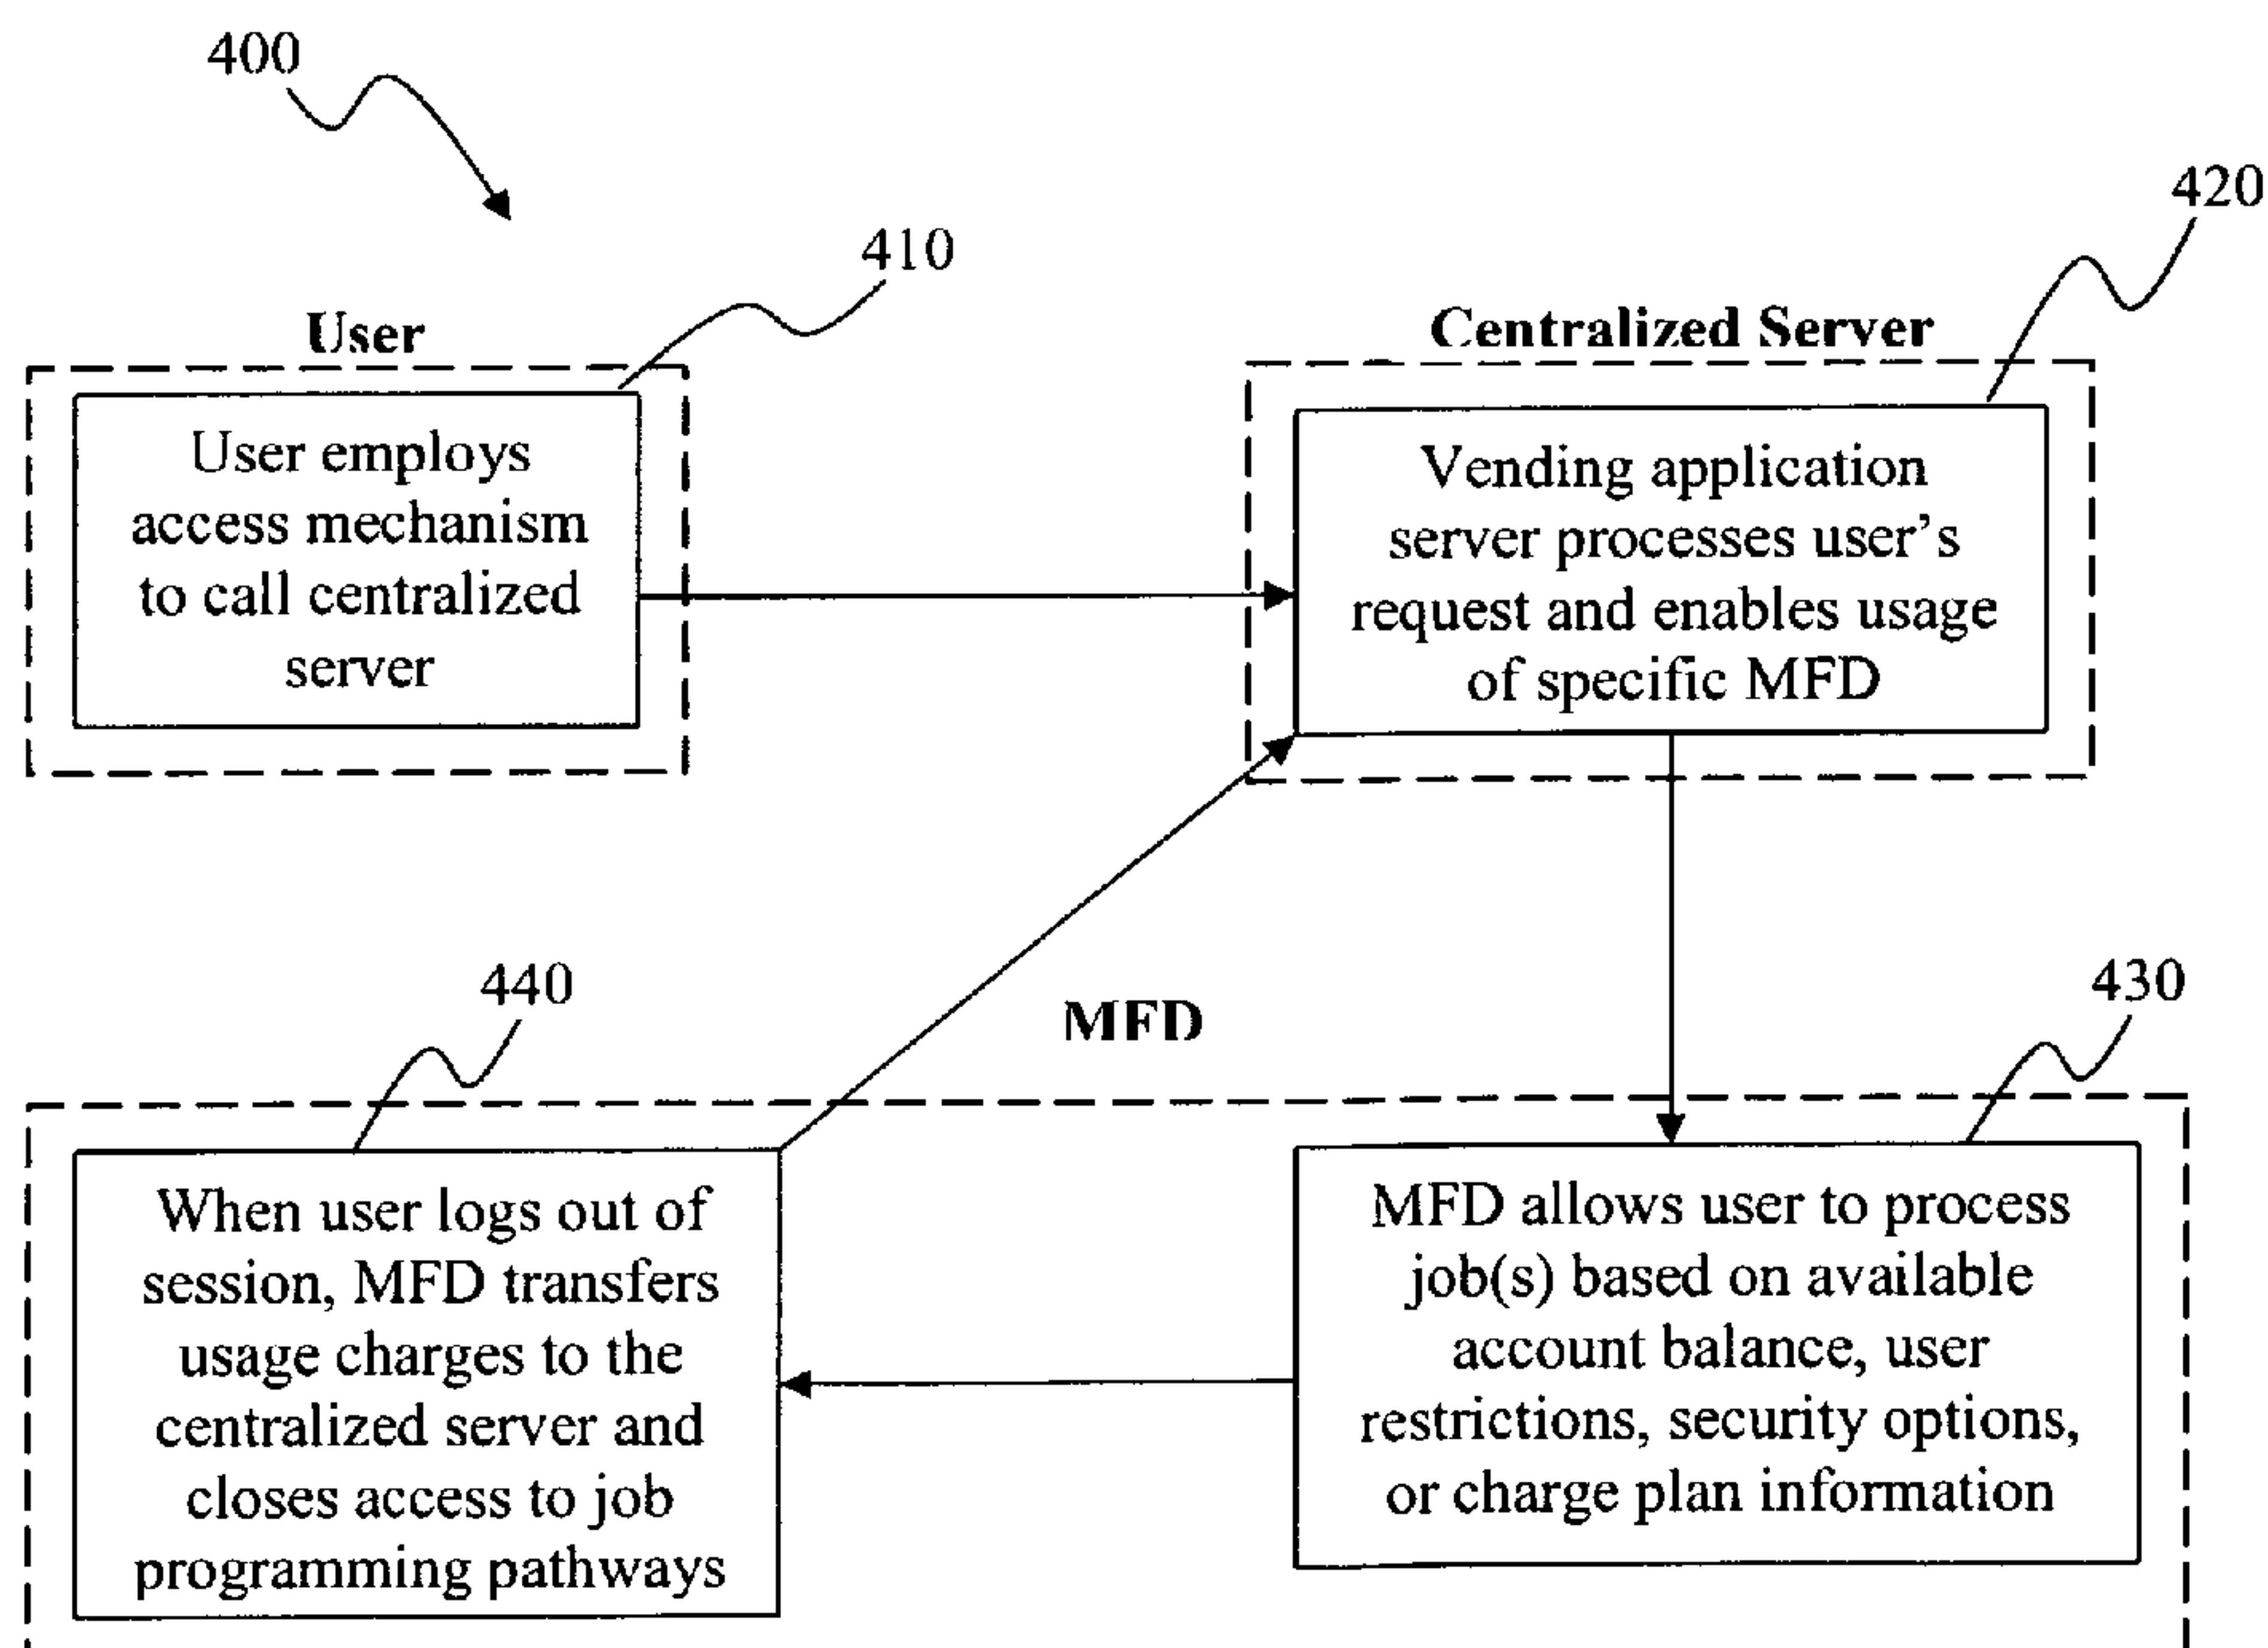 400
410
420
User
User employs
access mechanism
to call centralized
server
Centralized Server
Vending application
server processes user's
request and enables usage
of specific MFD
440
MFD
430
When user logs out of
session, MFD transfers
usage charges to the
centralized server and
closes access to job
programming pathways
MFD allows user to process
job(s) based on available
account balance, user
restrictions, security options,
or charge plan information